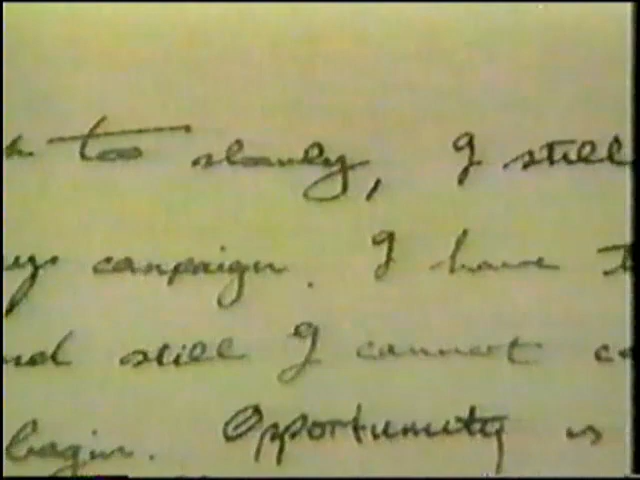 too slowly, I still
campaign. I have
still I cannot
begin. Opportunity is